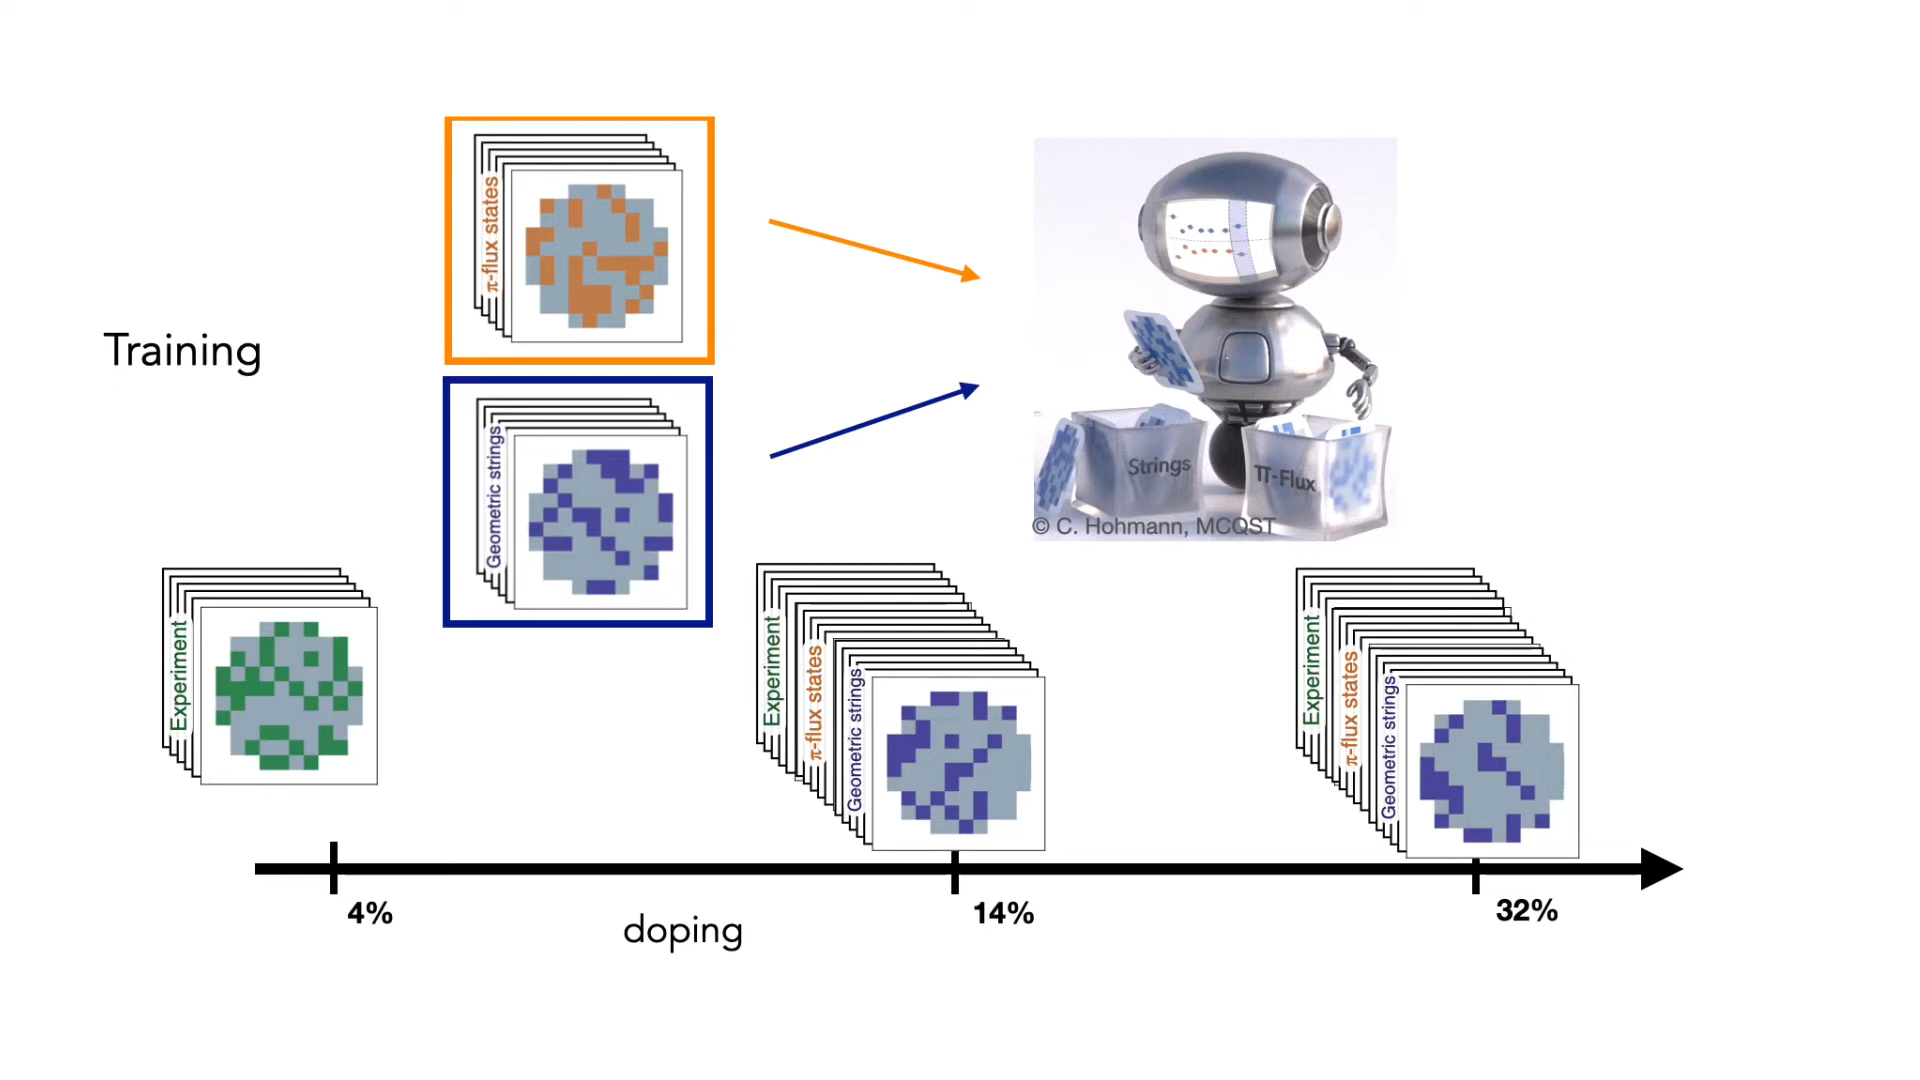 Training
π-flux states
Geometric strings
Strings
π-Flux
© C. Hohmann, MCQST
Experiment
Experiment
π-flux states
Geometric strings
Experiment
π-flux states
Geometric strings
4%
14%
32%
doping